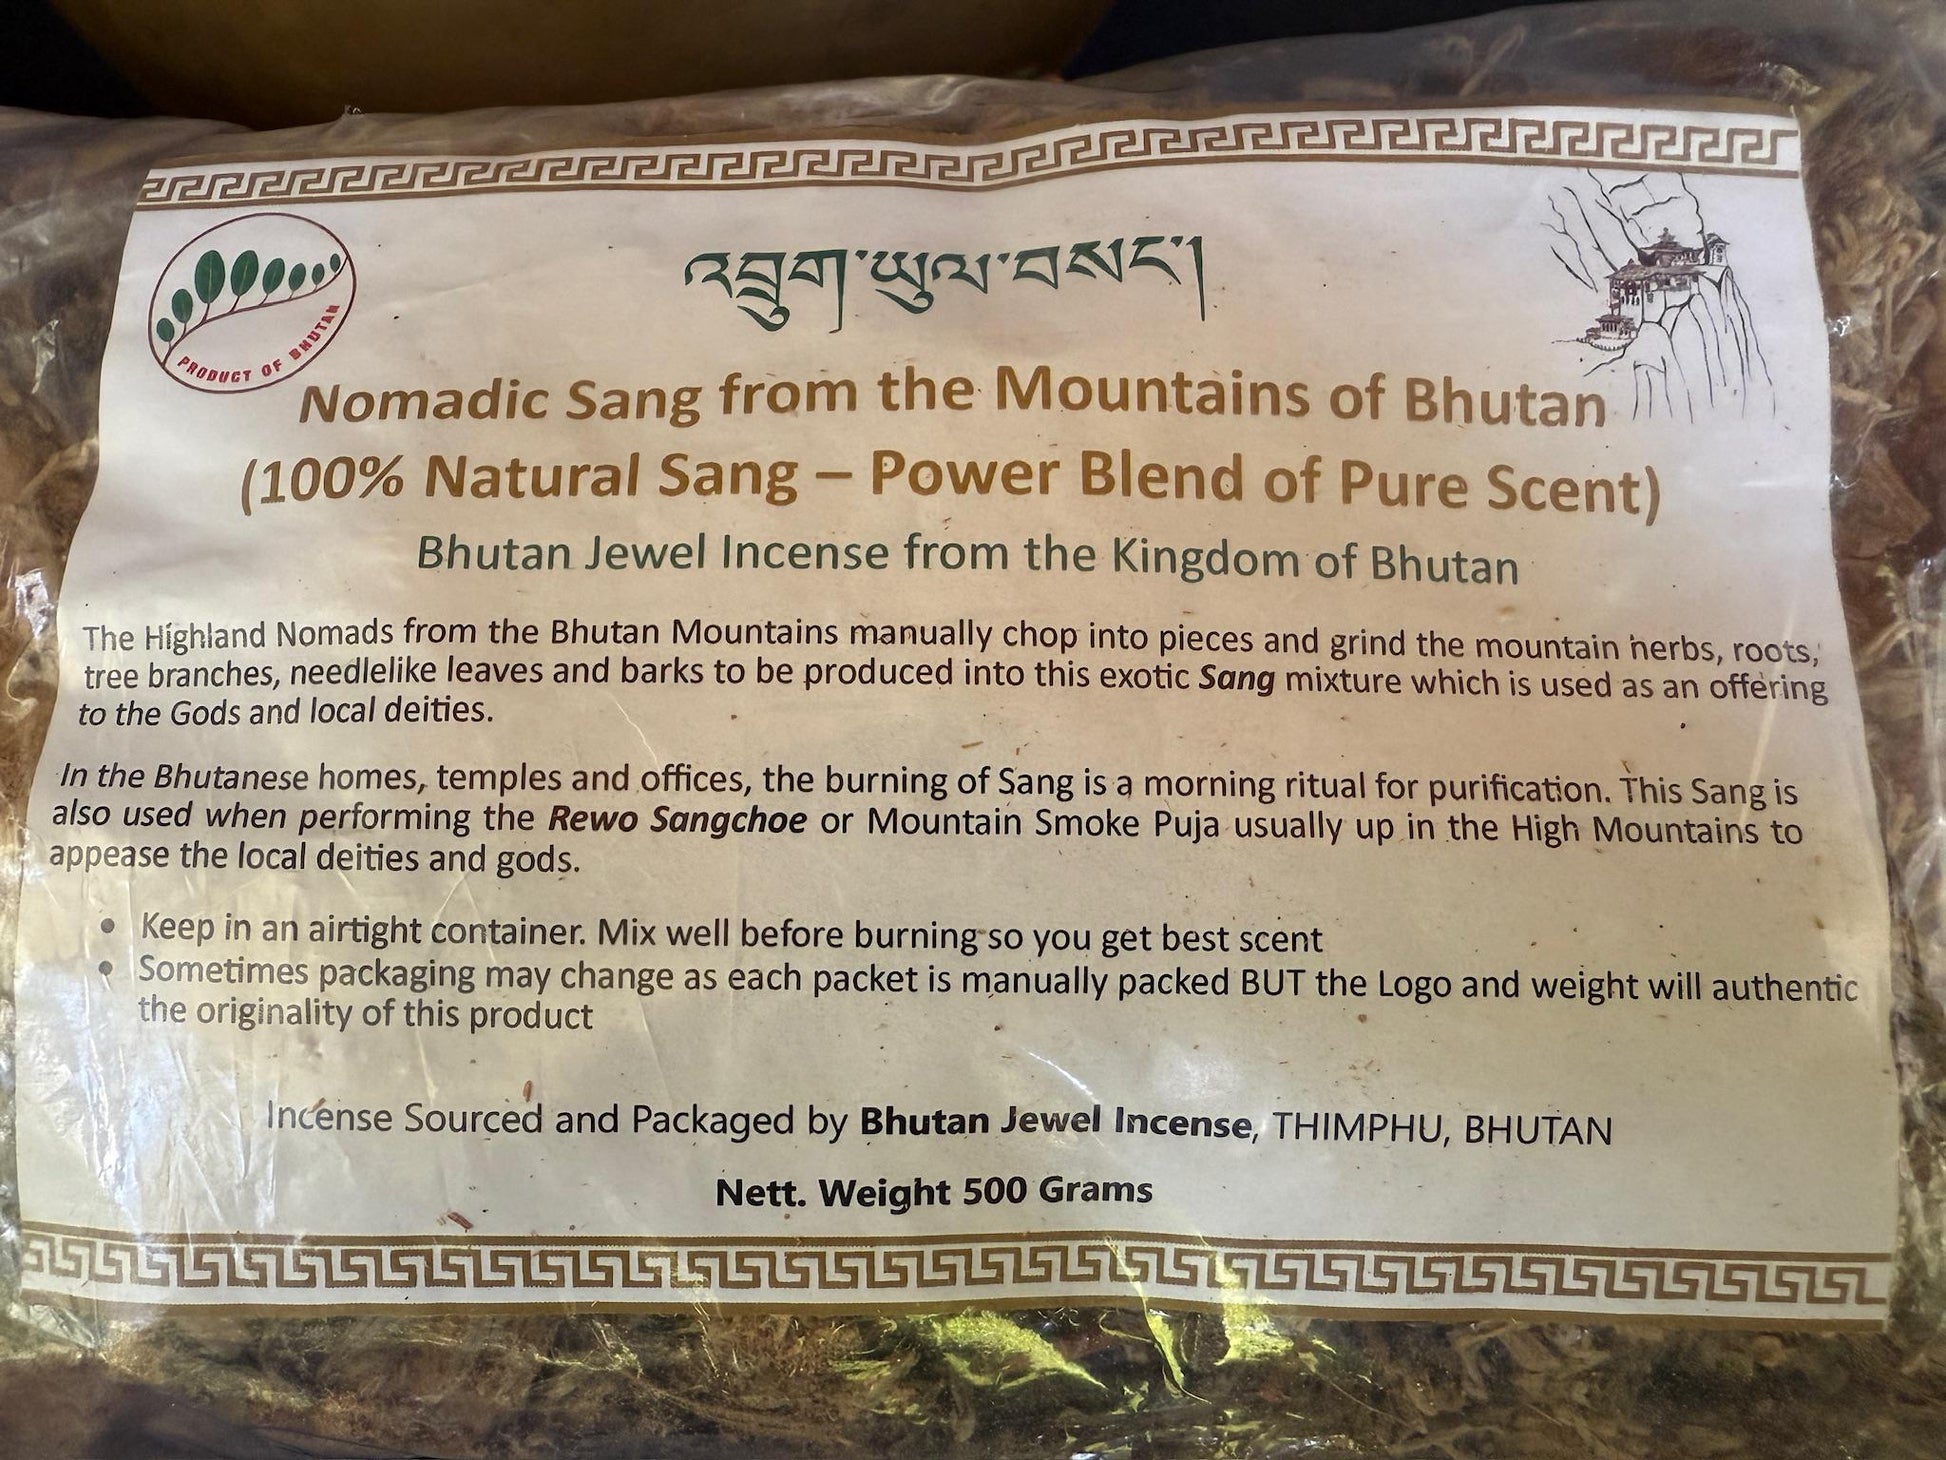 འབྲུག་ཡུལ་བསང་།
PRODUCT OF BHUTAN
Nomadic Sang from the Mountains of Bhutan
(100% Natural Sang – Power Blend of Pure Scent)
Bhutan Jewel Incense from the Kingdom of Bhutan
The Highland Nomads from the Bhutan Mountains manually chop into pieces and grind the mountain herbs, roots,
tree branches, needlelike leaves and barks to be produced into this exotic Sang mixture which is used as an offering
to the Gods and local deities.
In the Bhutanese homes, temples and offices, the burning of Sang is a morning ritual for purification. This Sang is
also used when performing the Rewo Sangchoe or Mountain Smoke Puja usually up in the High Mountains to
appease the local deities and gods.
• Keep in an airtight container. Mix well before burning so you get best scent
• Sometimes packaging may change as each packet is manually packed BUT the Logo and weight will authentic
the originality of this product
Incense Sourced and Packaged by Bhutan Jewel Incense, THIMPHU, BHUTAN
Nett. Weight 500 Grams